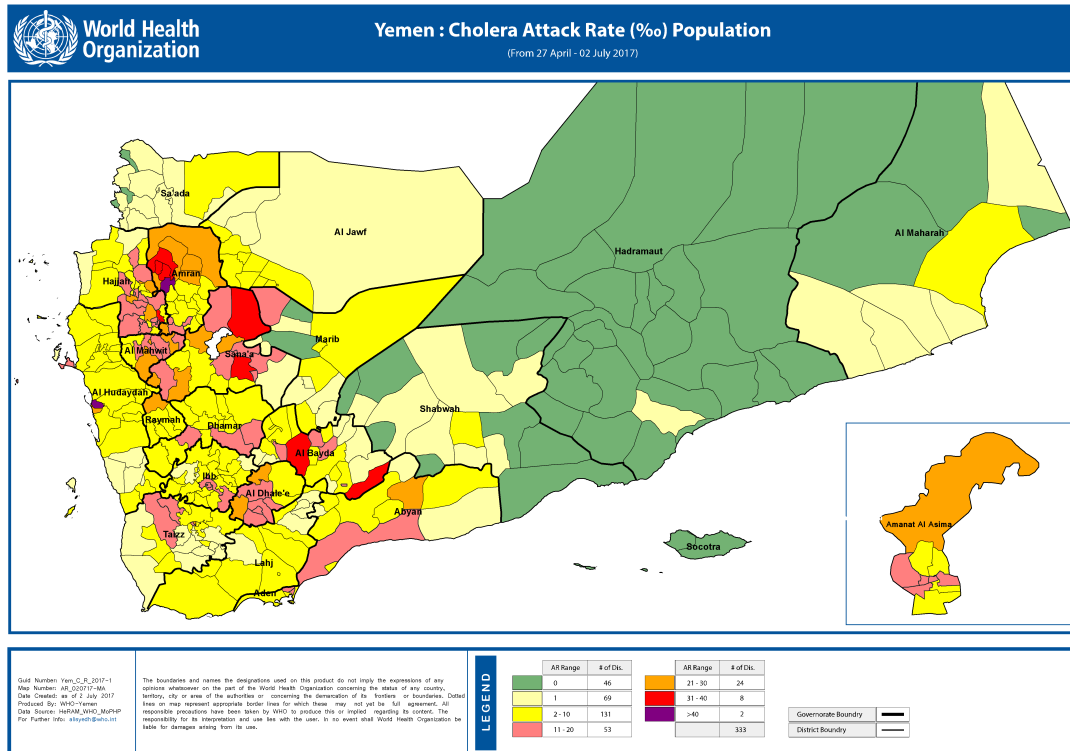 World Health
Organization
Yemen : Cholera Attack Rate (‰) Population
(From 27 April - 02 July 2017)
Sa'ada
Al Jawf
Hadramaut
Al Maharah
Hajjah
Amran
Marib
Al Mahwit
Sana'a
Al Hudaydah
Shabwah
Raymah
Dhamar
Al Bayda
Ibb
Al Dhale'e
Abyan
Taizz
Lahj
Aden
Socotra
Amanat Al Asima
Guid Number: Yem_C_R_2017-1
Map Number: AR_020717-MA
Date Created: as of 2 July 2017
Produced By: WHO-Yemen
Data Source: HeRAM_WHO_MoPHP
For Further Info: alsyedh@who.int
The boundaries and names the designations used on this product do not imply the expressions of any
opinions whatsoever on the part of the World Health Organization concerning the status of any country,
territory, city or area of the authorities or concerning the demarcation of its frontiers or boundaries. Dotted
lines on map represent appropriate border lines for which these may not yet be full agreement. All
responsible precautions have been taken by WHO to produce this or implied regarding its content. The
responsibility for its interpretation and use lies with the user. In no event shall World Health Organization be
liable for damages arising from its use.
LEGEND
AR Range # of Dis.
0 46
1 69
2 - 10 131
11 - 20 53
AR Range # of Dis.
21 - 30 24
31 - 40 8
>40 2
333
Governorate Boundry
District Boundry